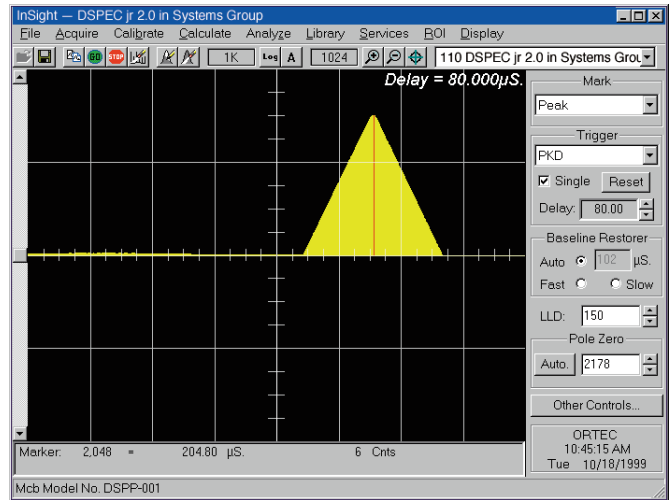 InSight — DSPEC jr 2.0 in Systems Group
File Acquire Calibrate Calculate Analyze Library Services ROI Display
GO STOP 1K Log A 1024 110 DSPEC jr 2.0 in Systems Grou
Delay = 80.000µS.
Mark
Peak
Trigger
PKD
Single Reset
Delay: 80.00
Baseline Restorer
Auto 102 µS.
Fast Slow
LLD: 150
Pole Zero
Auto. 2178
Other Controls...
Marker: 2,048 = 204.80 µS. 6 Cnts
ORTEC
10:45:15 AM
Tue 10/18/1999
Mcb Model No. DSPP-001